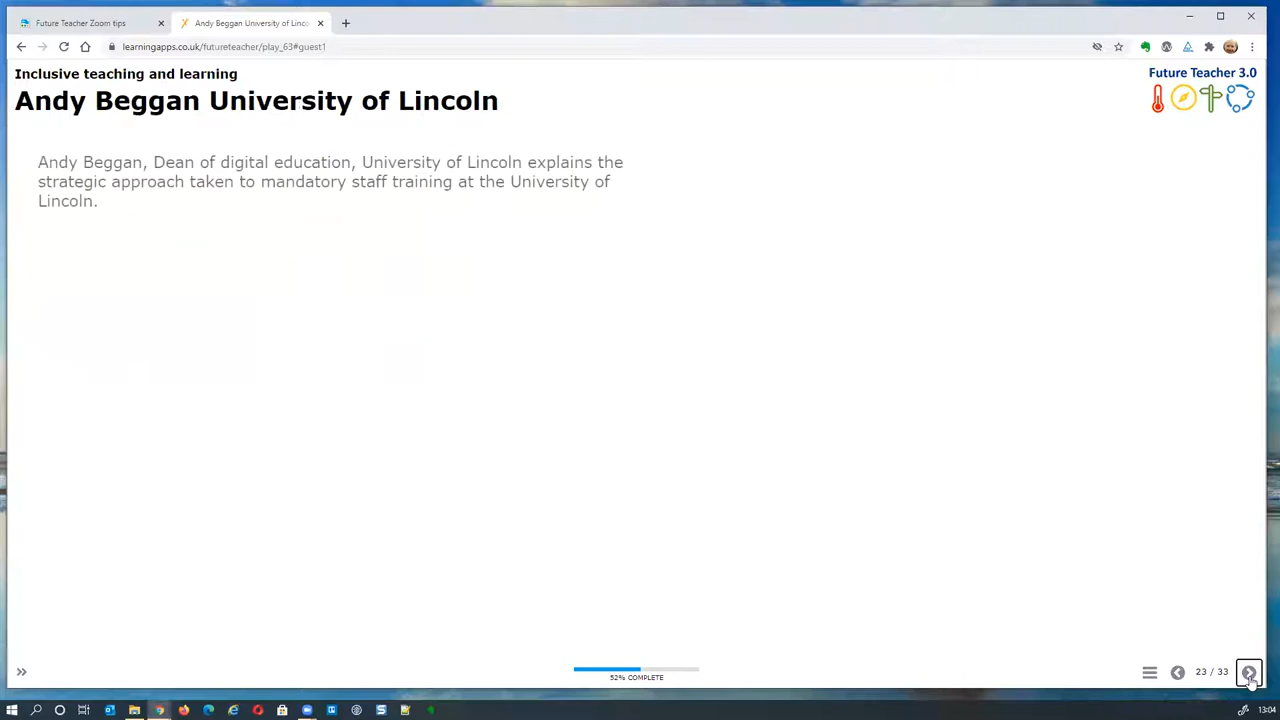 Future Teacher Zoom tips
Andy Beggan University of Linco
learningapps.co.uk/futureteacher/play_63#guest1
Inclusive teaching and learning
Future Teacher 3.0
Andy Beggan University of Lincoln
Andy Beggan, Dean of digital education, University of Lincoln explains the
strategic approach taken to mandatory staff training at the University of
Lincoln.
52% COMPLETE
23 / 33
13:04